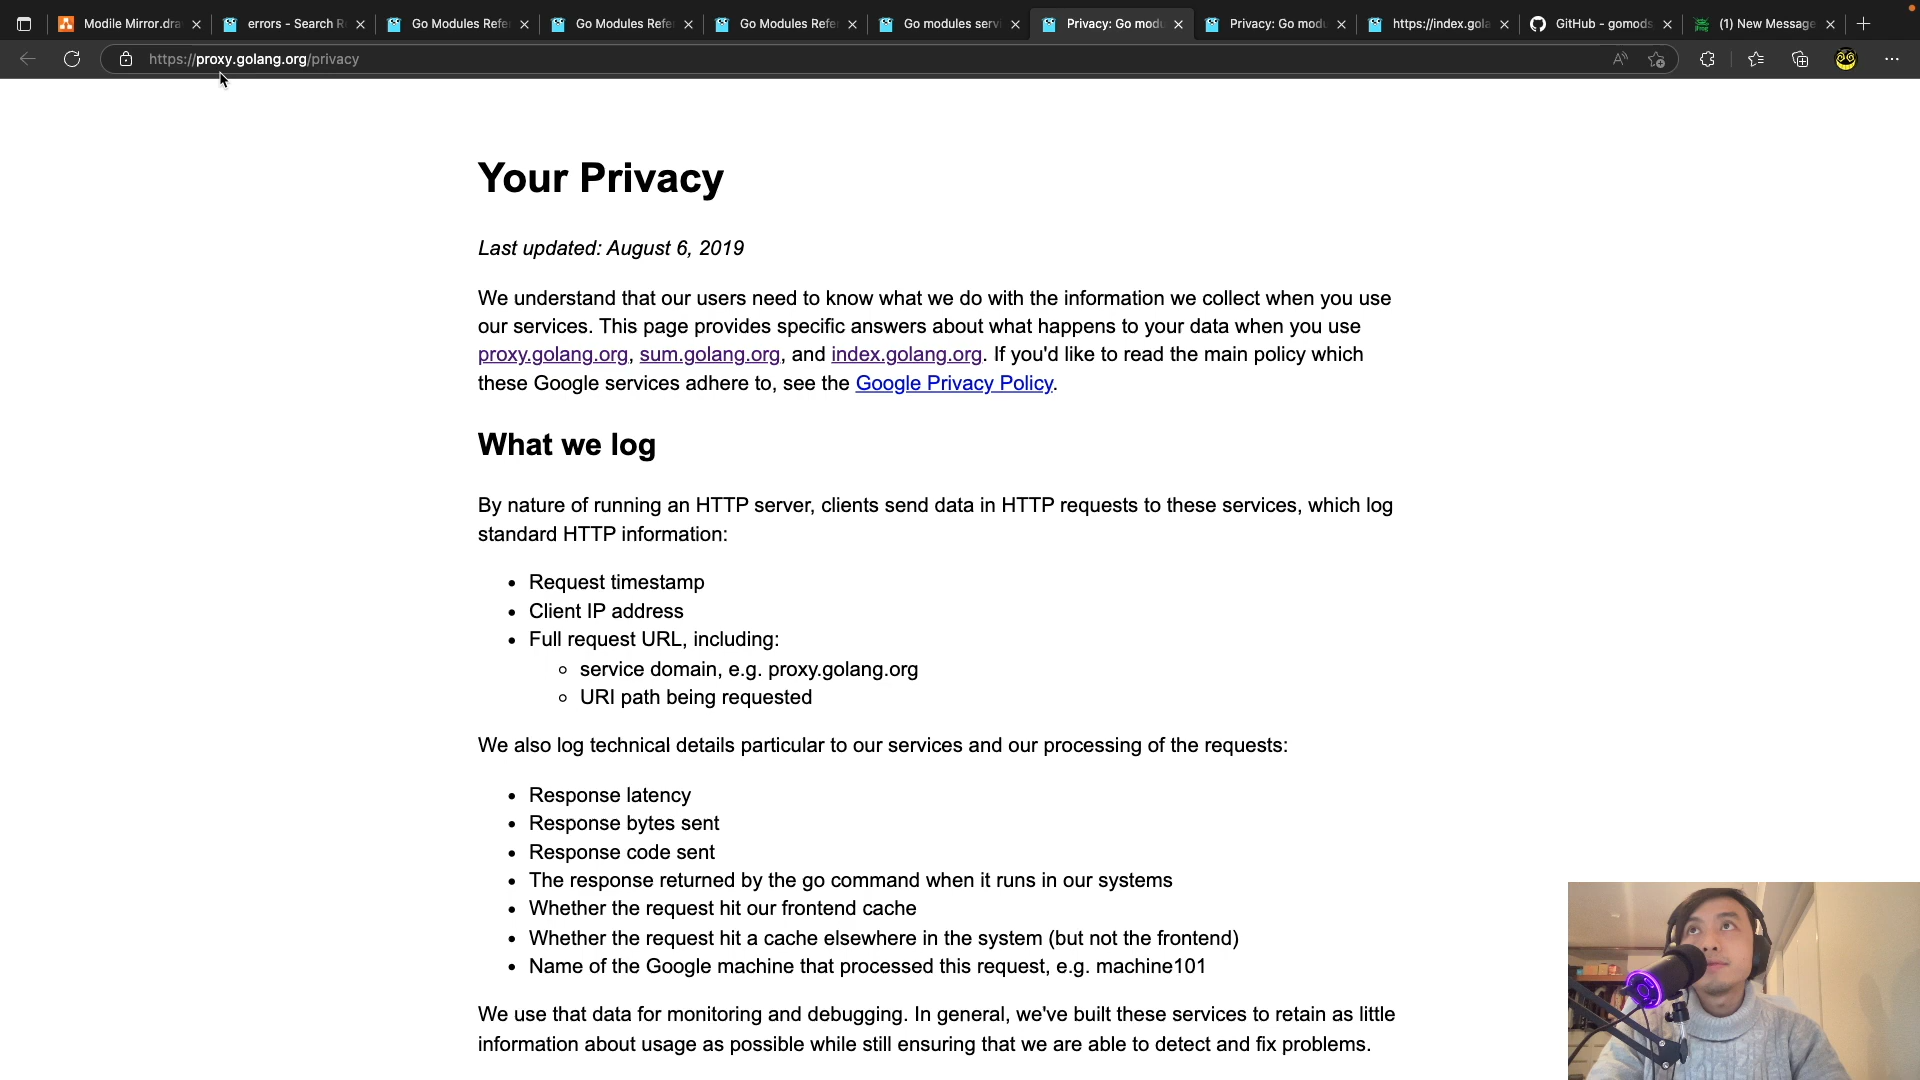 Modile Mirror.dra
errors - Search R
Go Modules Refe
Go Modules Refe
Go Modules Refe
Go modules servi
Privacy: Go modu
Privacy: Go modu
https://index.gola
GitHub - gomods
(1) New Message
https://proxy.golang.org/privacy
Your Privacy
Last updated: August 6, 2019
We understand that our users need to know what we do with the information we collect when you use
our services. This page provides specific answers about what happens to your data when you use
proxy.golang.org, sum.golang.org, and index.golang.org. If you'd like to read the main policy which
these Google services adhere to, see the Google Privacy Policy.
What we log
By nature of running an HTTP server, clients send data in HTTP requests to these services, which log
standard HTTP information:
• Request timestamp
• Client IP address
• Full request URL, including:
○ service domain, e.g. proxy.golang.org
○ URI path being requested
We also log technical details particular to our services and our processing of the requests:
• Response latency
• Response bytes sent
• Response code sent
• The response returned by the go command when it runs in our systems
• Whether the request hit our frontend cache
• Whether the request hit a cache elsewhere in the system (but not the frontend)
• Name of the Google machine that processed this request, e.g. machine101
We use that data for monitoring and debugging. In general, we've built these services to retain as little
information about usage as possible while still ensuring that we are able to detect and fix problems.